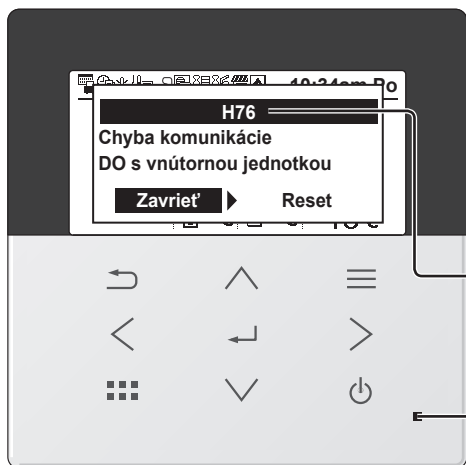 10:34am Po
H76
Chyba komunikácie
DO s vnútornou jednotkou
Zavrieť Reset